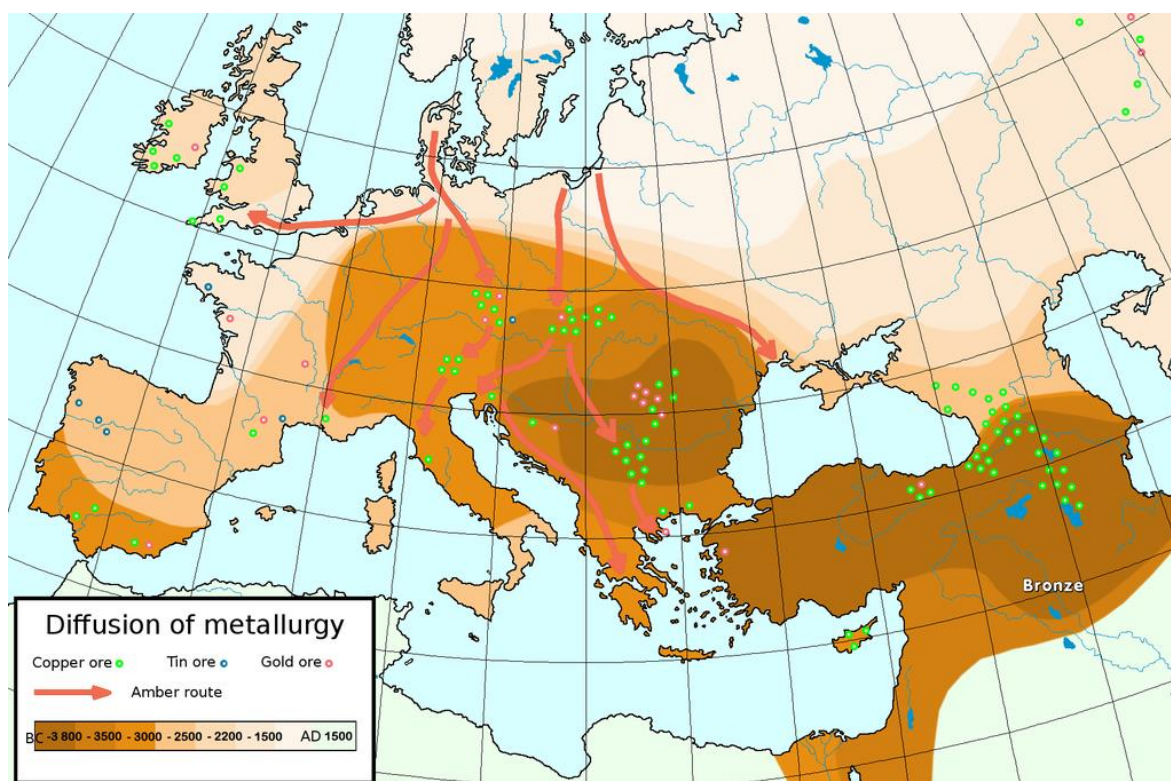 Bronze
Diffusion of metallurgy
Copper ore Tin ore Gold ore
Amber route
BC -3 800 - 3500 - 3000 - 2500 - 2200 - 1500 AD 1500